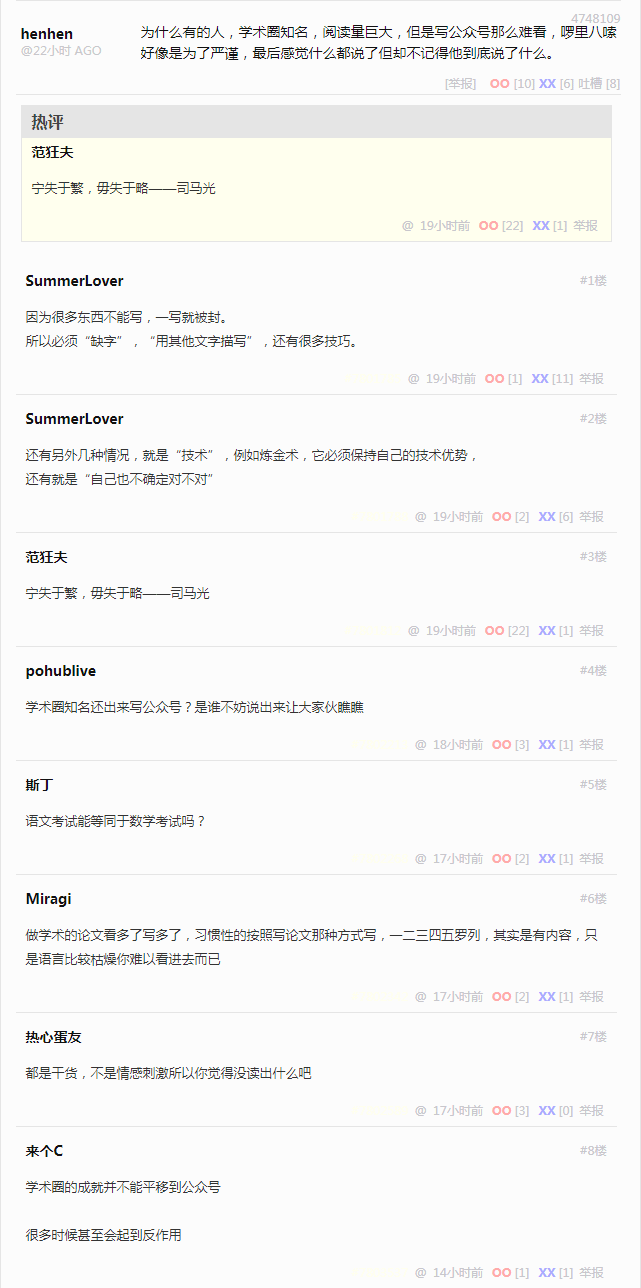 4748109
henhen
@22小时 AGO
为什么有的人，学术圈知名，阅读量巨大，但是写公众号那么难看，啰里八嗦
好像是为了严谨，最后感觉什么都说了但却不记得他到底说了什么。
[举报] OO [10] XX [6] 吐槽 [8]
热评
范狂夫
宁失于繁，毋失于略——司马光
@ 19小时前 OO [22] XX [1] 举报
SummerLover #1楼
因为很多东西不能写，一写就被封。
所以必须“缺字”，“用其他文字描写”，还有很多技巧。
@ 19小时前 OO [1] XX [11] 举报
SummerLover #2楼
还有另外几种情况，就是“技术”，例如炼金术，它必须保持自己的技术优势，
还有就是“自己也不确定对不对”
@ 19小时前 OO [2] XX [6] 举报
范狂夫 #3楼
宁失于繁，毋失于略——司马光
@ 19小时前 OO [22] XX [1] 举报
pohublive #4楼
学术圈知名还出来写公众号？是谁不妨说出来让大家伙瞧瞧
@ 18小时前 OO [3] XX [1] 举报
斯丁 #5楼
语文考试能等同于数学考试吗？
@ 17小时前 OO [2] XX [1] 举报
Miragi #6楼
做学术的论文看多了写多了，习惯性的按照写论文那种方式写，一二三四五罗列，其实是有内容，只
是语言比较枯燥你难以看进去而已
@ 17小时前 OO [2] XX [1] 举报
热心蛋友 #7楼
都是干货，不是情感刺激所以你觉得没读出什么吧
@ 17小时前 OO [3] XX [0] 举报
来个C #8楼
学术圈的成就并不能平移到公众号
很多时候甚至会起到反作用
@ 14小时前 OO [1] XX [1] 举报